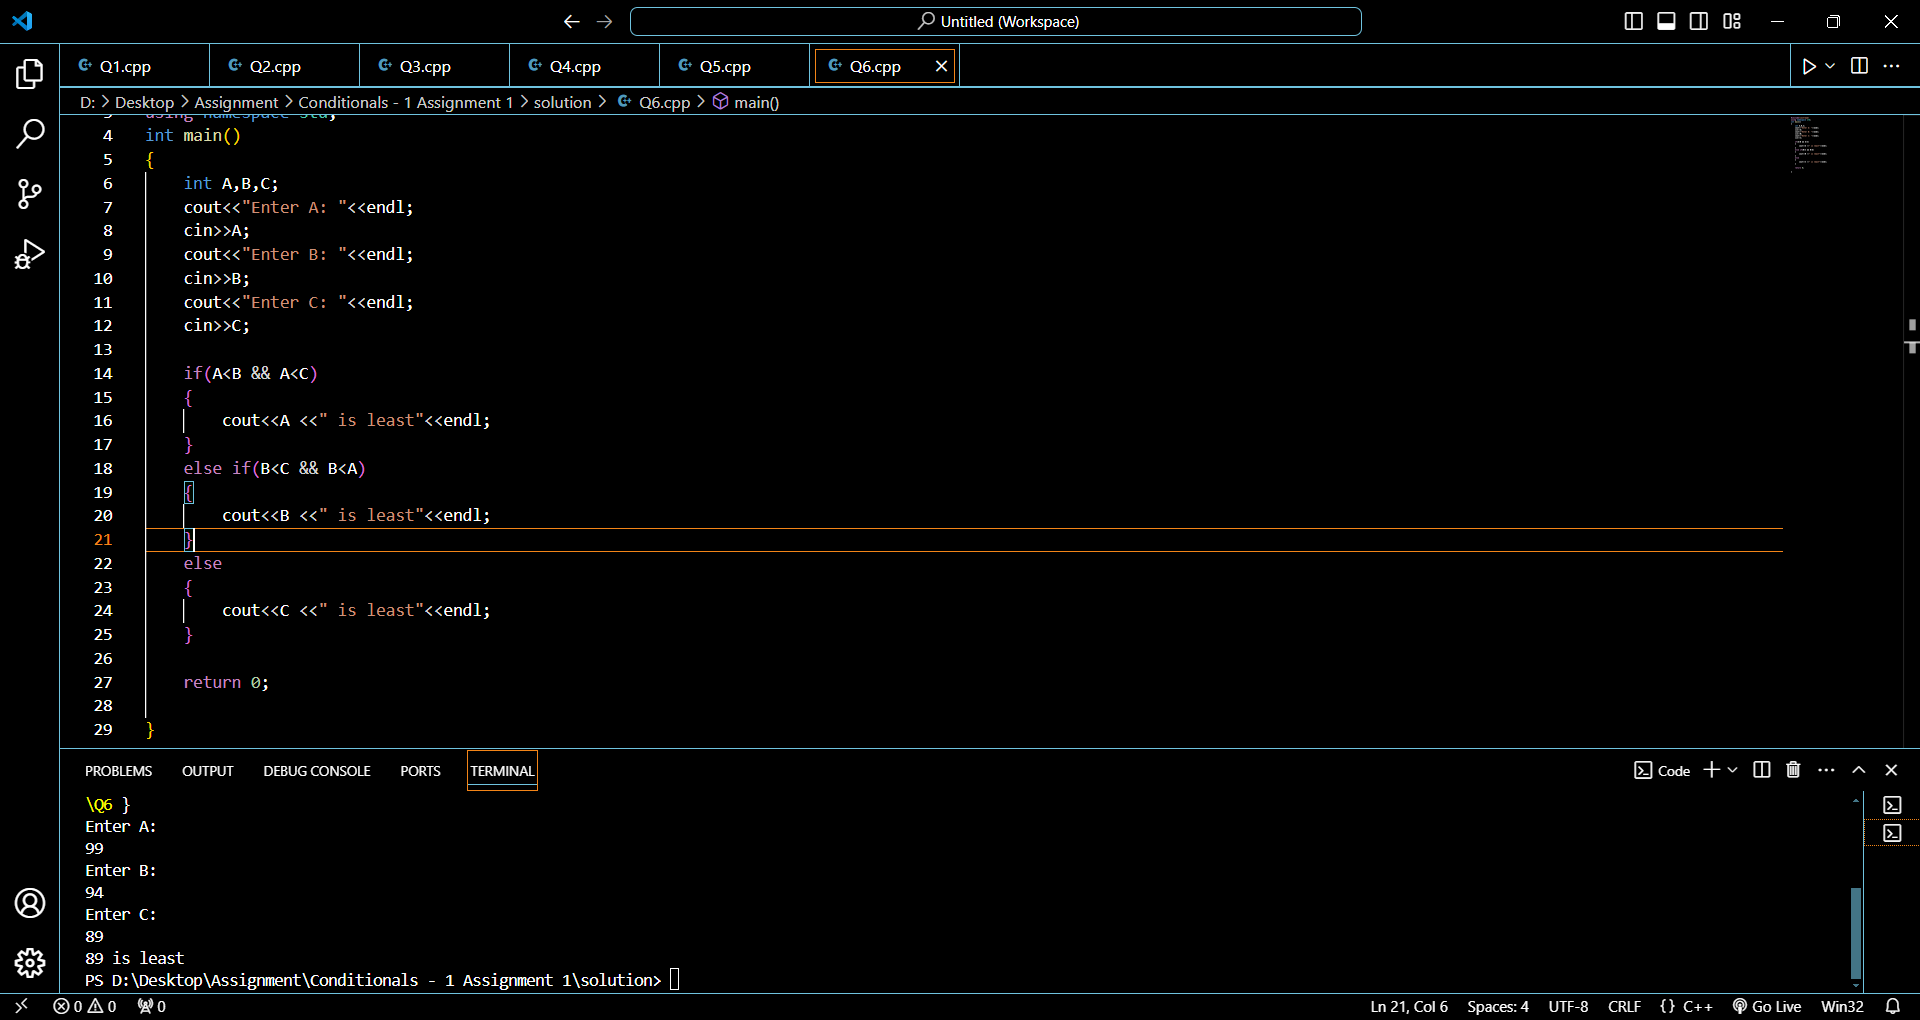 Untitled (Workspace)
Q1.cpp
Q2.cpp
Q3.cpp
Q4.cpp
Q5.cpp
Q6.cpp
D: > Desktop > Assignment > Conditionals - 1 Assignment 1 > solution > Q6.cpp > main()
3 using namespace std;
4 int main()
5 {
6 int A,B,C;
7 cout<<"Enter A: "<<endl;
8 cin>>A;
9 cout<<"Enter B: "<<endl;
10 cin>>B;
11 cout<<"Enter C: "<<endl;
12 cin>>C;
13
14 if(A<B && A<C)
15 {
16 cout<<A <<" is least"<<endl;
17 }
18 else if(B<C && B<A)
19 {
20 cout<<B <<" is least"<<endl;
21 }
22 else
23 {
24 cout<<C <<" is least"<<endl;
25 }
26
27 return 0;
28
29 }
PROBLEMS OUTPUT DEBUG CONSOLE PORTS TERMINAL
Code
\Q6 }
Enter A:
99
Enter B:
94
Enter C:
89
89 is least
PS D:\Desktop\Assignment\Conditionals - 1 Assignment 1\solution>
0 0 0
Ln 21, Col 6 Spaces: 4 UTF-8 CRLF {} C++ Go Live Win32